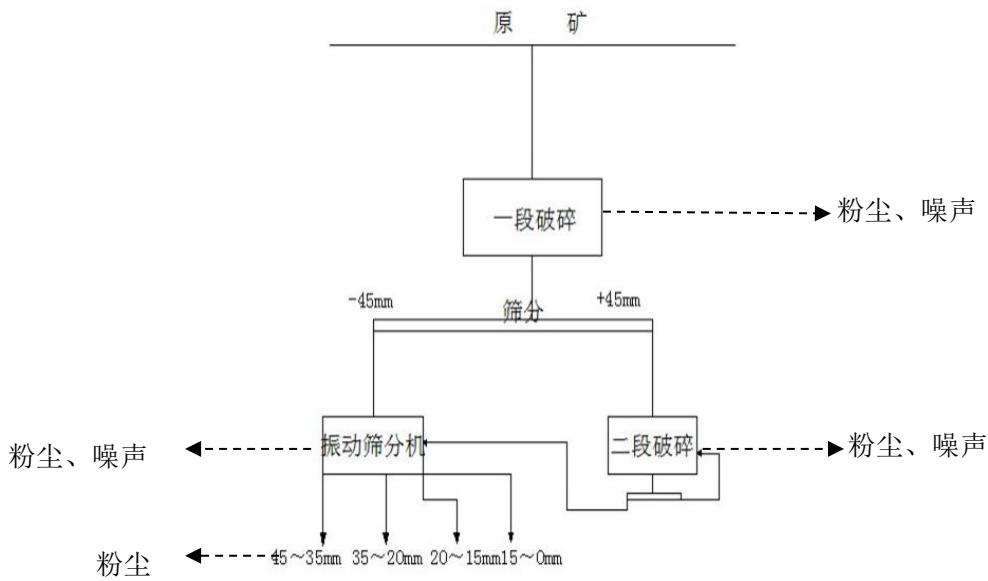 原 矿
一段破碎
粉尘、噪声
-45mm
筛分
+45mm
粉尘、噪声
振动筛分机
二段破碎
粉尘、噪声
粉尘
45～35mm
35～20mm
20～15mm
15～0mm